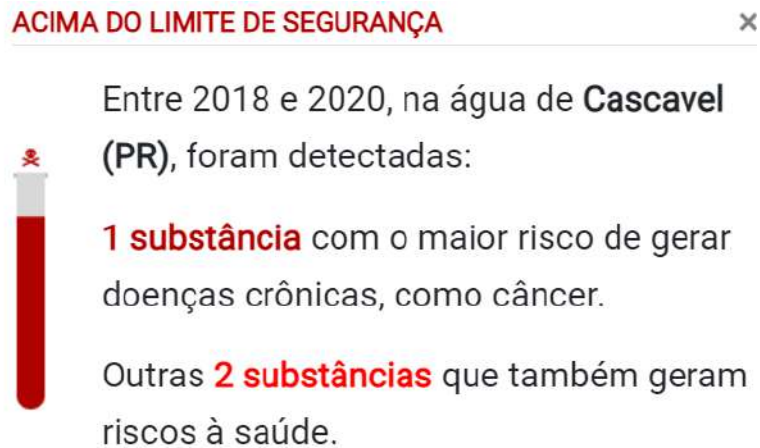 ACIMA DO LIMITE DE SEGURANÇA ×
Entre 2018 e 2020, na água de Cascavel
(PR), foram detectadas:
1 substância com o maior risco de gerar
doenças crônicas, como câncer.
Outras 2 substâncias que também geram
riscos à saúde.